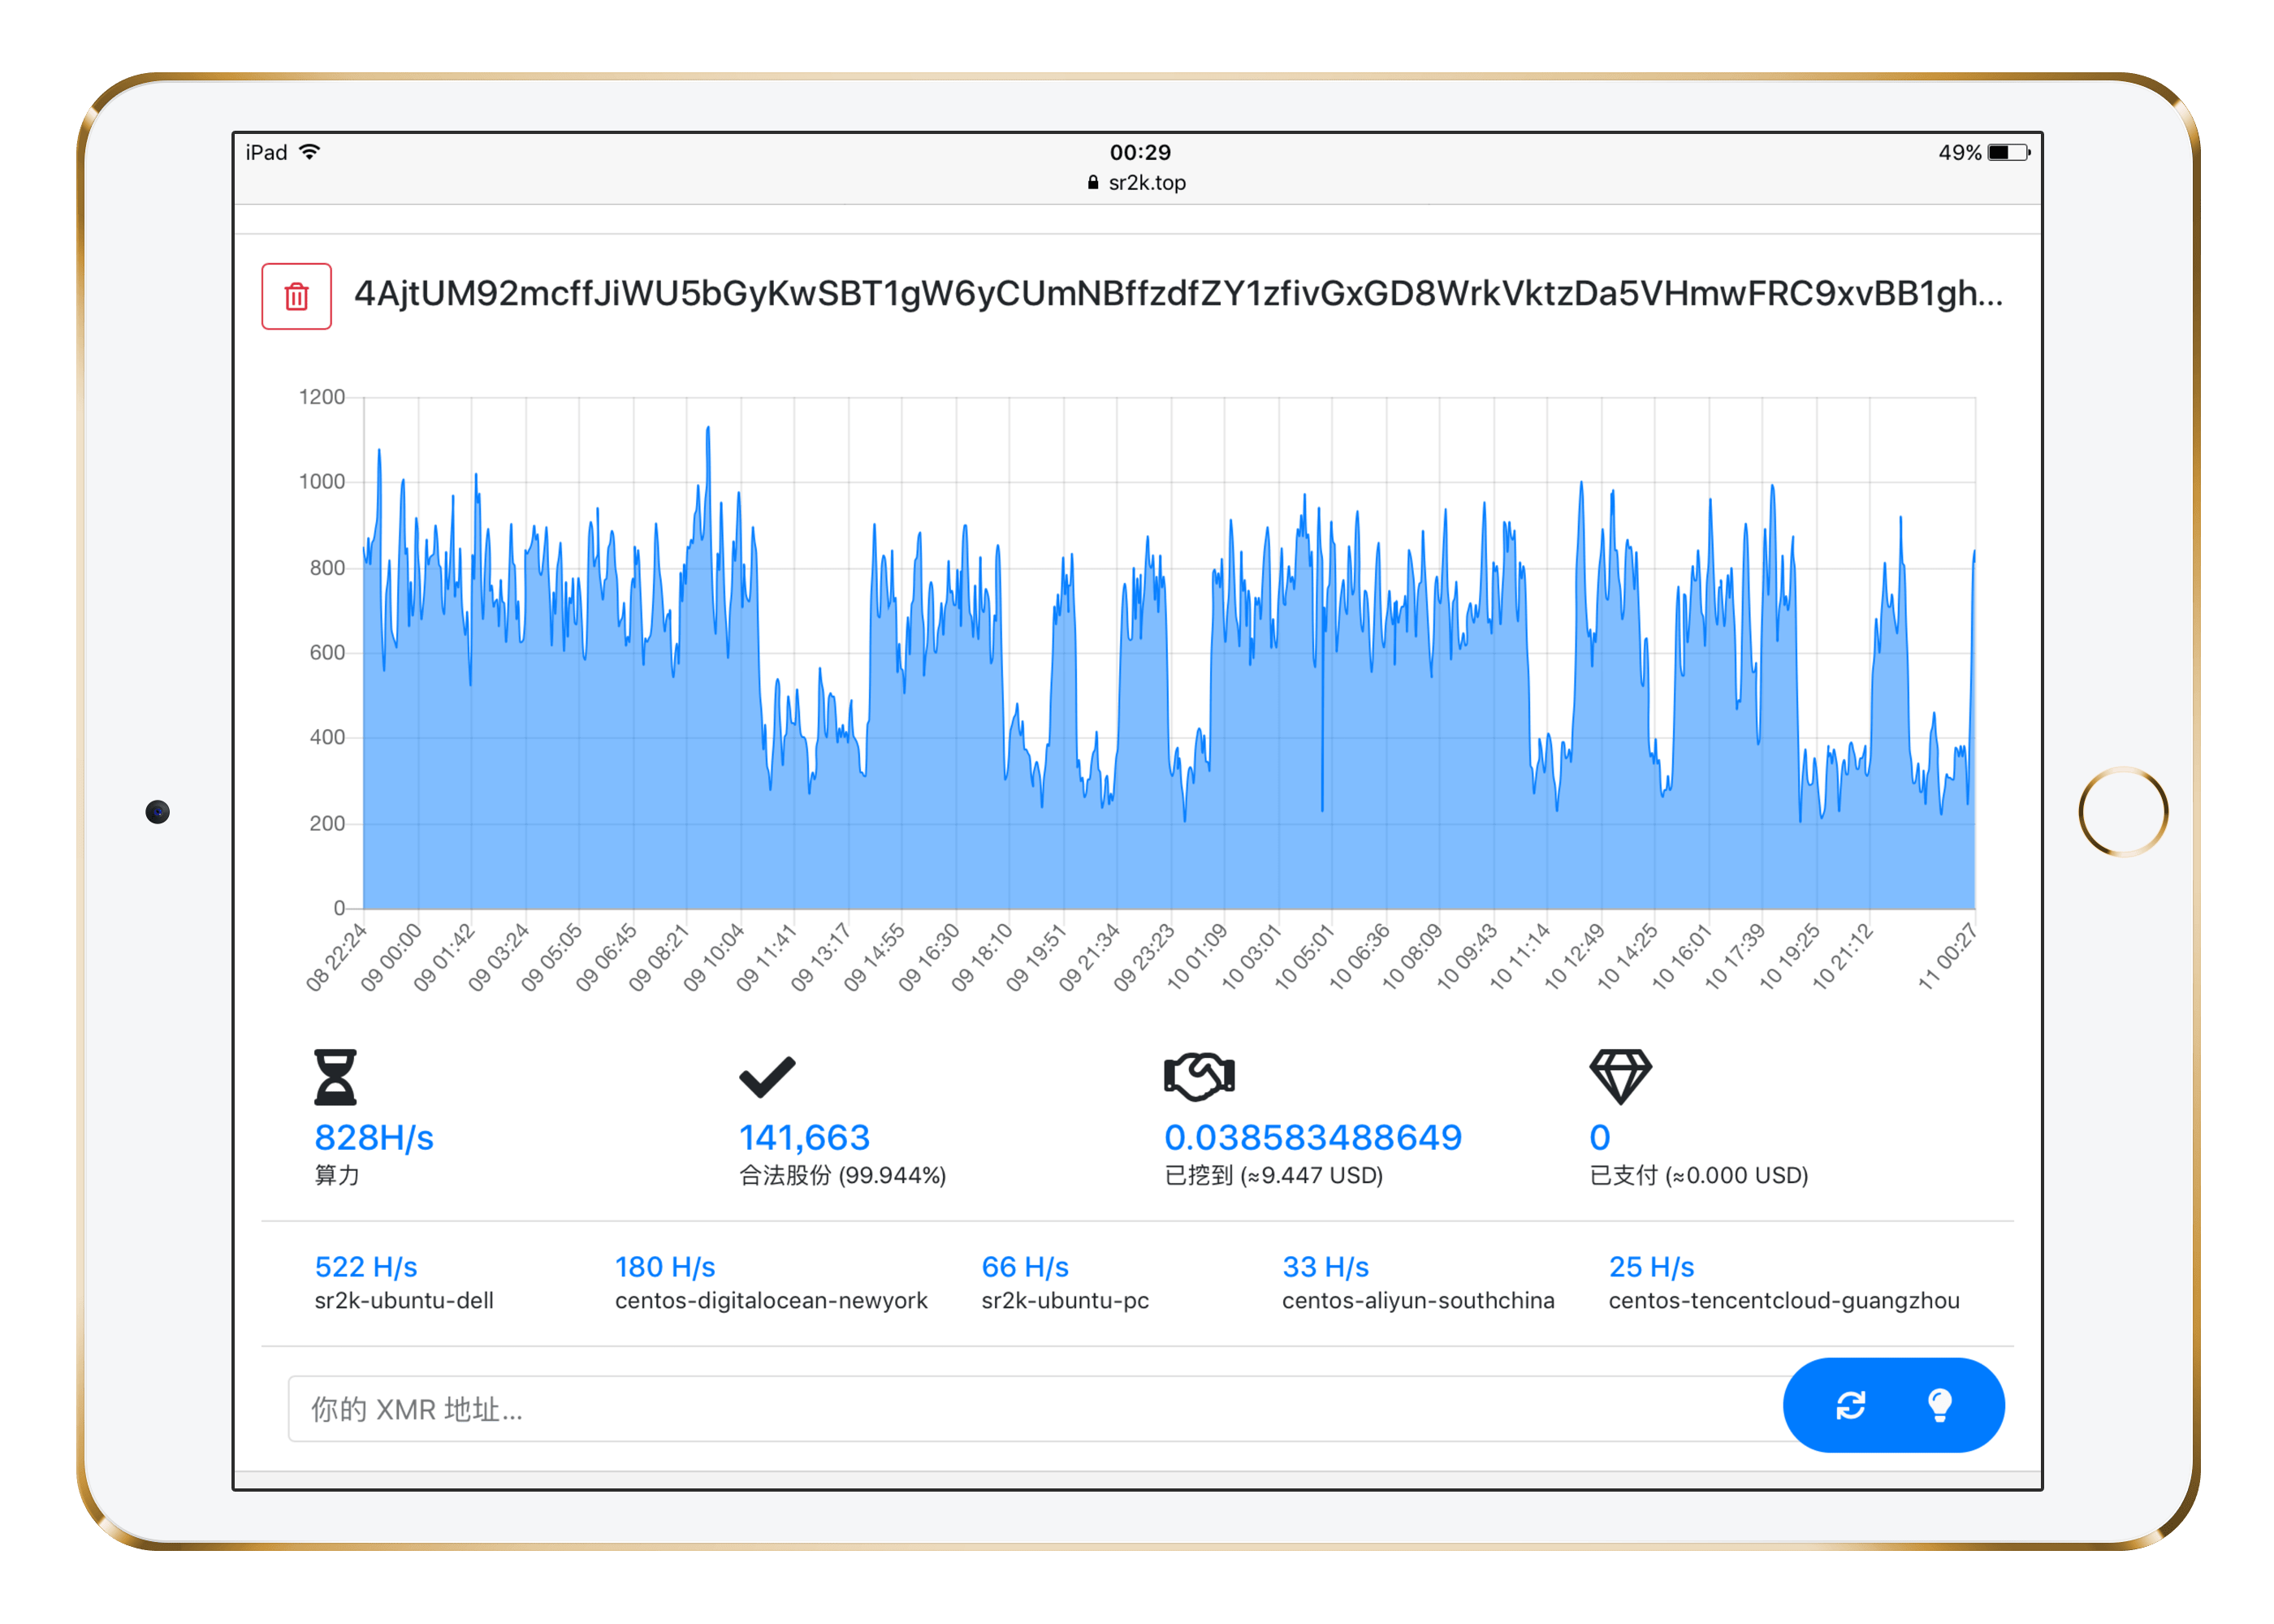 iPad 00:29 49%
sr2k.top
4AjtUM92mcffJiWU5bGyKwSBT1gW6yCUmNBffzdfZY1zfivGxGD8WrkVktzDa5VHmwFRC9xvBB1gh...
1200
1000
800
600
400
200
0
08 22:24 09 00:00 09 01:42 09 03:24 09 05:05 09 06:45 09 08:21 09 10:04 09 11:41 09 13:17 09 14:55 09 16:30 09 18:10 09 19:51 09 21:34 09 23:23 10 01:09 10 03:01 10 05:01 10 06:36 10 08:09 10 09:43 10 11:14 10 12:49 10 14:25 10 16:01 10 17:39 10 19:25 10 21:12 11 00:27
828H/s 141,663 0.038583488649 0
算力 合法股份 (99.944%) 已挖到 (≈9.447 USD) 已支付 (≈0.000 USD)
522 H/s 180 H/s 66 H/s 33 H/s 25 H/s
sr2k-ubuntu-dell centos-digitalocean-newyork sr2k-ubuntu-pc centos-aliyun-southchina centos-tencentcloud-guangzhou
你的 XMR 地址...